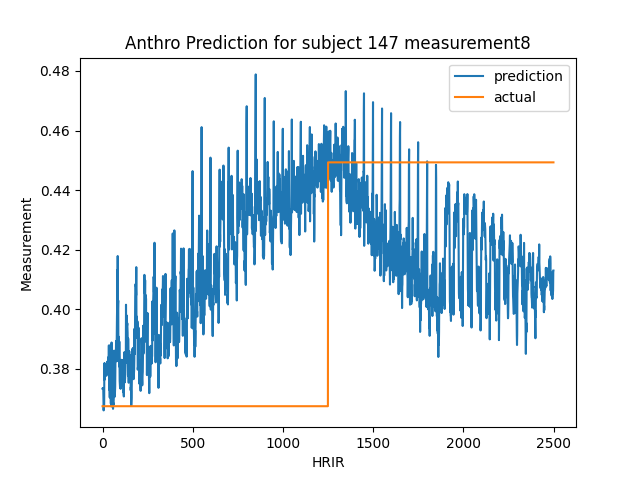 Anthro Prediction for subject 147 measurement8
prediction
actual
Measurement
0.48
0.46
0.44
0.42
0.40
0.38
0
500
1000
1500
2000
2500
HRIR